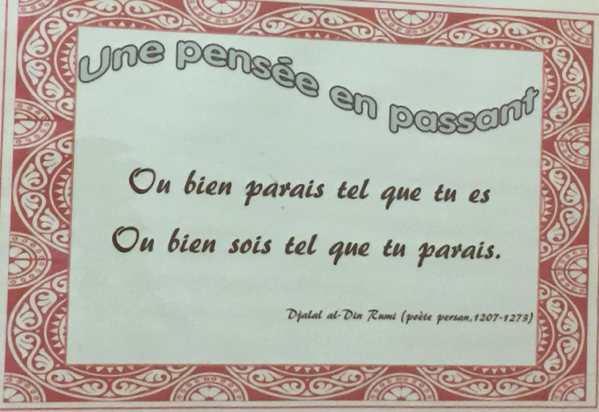 Une pensée en passant
Ou bien parais tel que tu es
Ou bien sois tel que tu parais.
Djalal al-Din Rumi (poète persan,1207-1273)